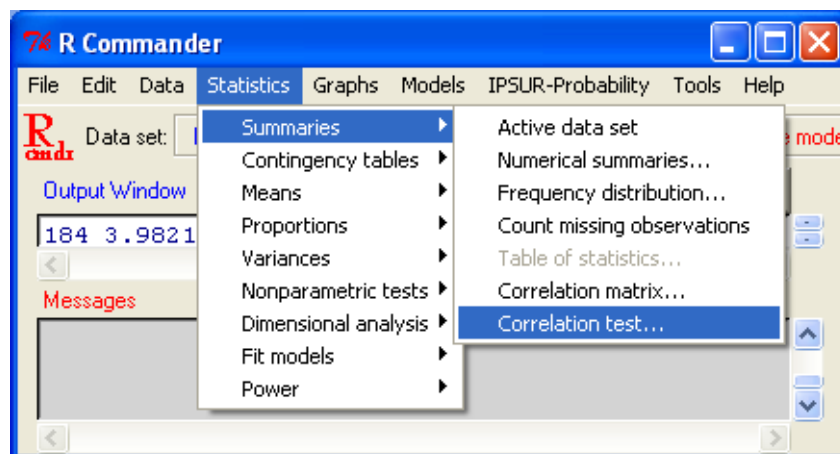 R Commander
File Edit Data Statistics Graphs Models IPSUR-Probability Tools Help
R
cmdr
Data set:
mode
Summaries
Contingency tables
Means
Proportions
Variances
Nonparametric tests
Dimensional analysis
Fit models
Power
Active data set
Numerical summaries...
Frequency distribution...
Count missing observations
Table of statistics...
Correlation matrix...
Correlation test...
Output Window
184 3.9821
Messages